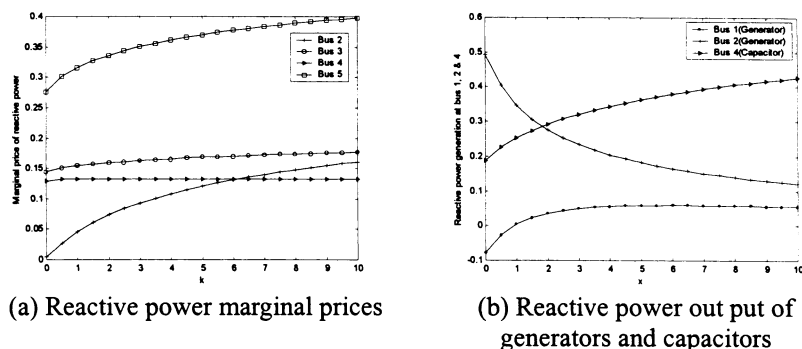 0.4
0.35
0.3
0.25
0.2
0.15
0.1
0.05
0
Marginal price of reactive power
Bus 2
Bus 3
Bus 4
Bus 5
0 1 2 3 4 5 6 7 8 9 10
k
(a) Reactive power marginal prices
0.6
0.5
0.4
0.3
0.2
0.1
0
-0.1
Reactive power generation at bus 1, 2 & 4
Bus 1(Generator)
Bus 2(Generator)
Bus 4(Capacitor)
0 1 2 3 4 5 6 7 8 9 10
x
(b) Reactive power out put of
generators and capacitors